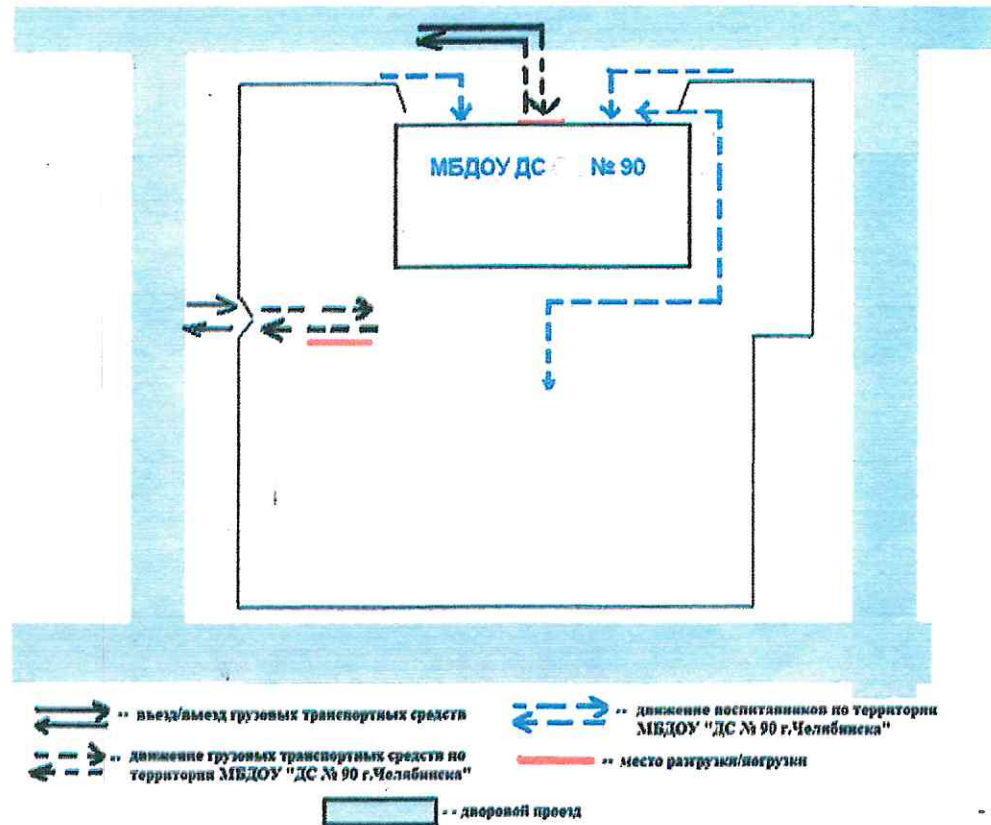 МБДОУ ДС № 90
-- въезд/выезд грузовых транспортных средств
-- движение грузовых транспортных средств по
территории МБДОУ "ДС № 90 г.Челябинска"
-- движение воспитанников по территории
МБДОУ "ДС № 90 г.Челябинска"
-- место разгрузки/погрузки
-- дворовой проезд